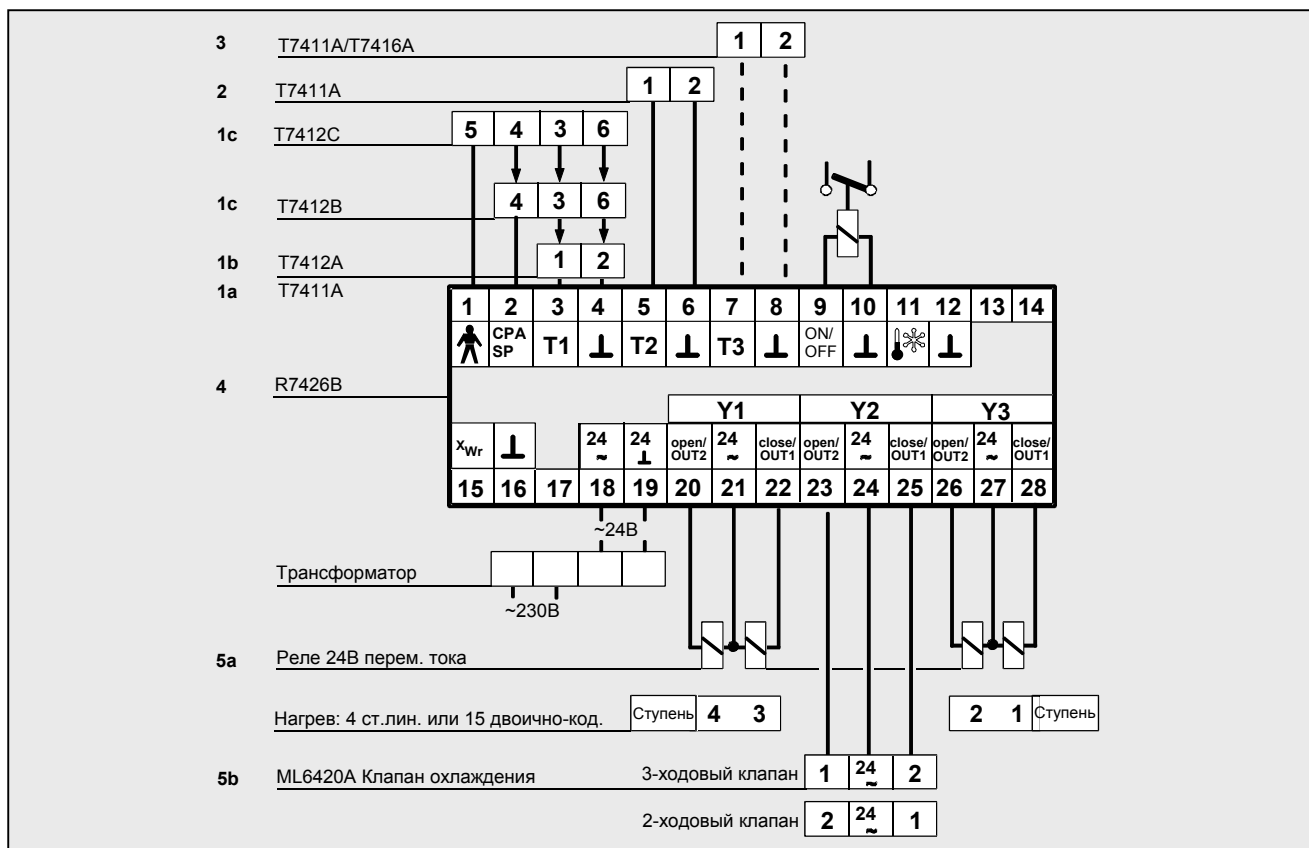 3 T7411A/T7416A 1 2
2 T7411A 1 2
1c T7412C 5 4 3 6
1c T7412B 4 3 6
1b T7412A 1 2
1a T7411A
1 2 3 4 5 6 7 8 9 10 11 12 13 14
CPA SP T1 T2 T3 ON/OFF
4 R7426B
Y1 Y2 Y3
XWr 24 ~ 24 open/OUT2 24 ~ close/OUT1 open/OUT2 24 ~ close/OUT1 open/OUT2 24 ~ close/OUT1
15 16 17 18 19 20 21 22 23 24 25 26 27 28
~24В
Трансформатор
~230В
5a Реле 24В перем. тока
Нагрев: 4 ст.лин. или 15 двоично-код. Ступень 4 3 2 1 Ступень
5b ML6420A Клапан охлаждения 3-ходовый клапан 1 24 ~ 2
2-ходовый клапан 2 24 ~ 1